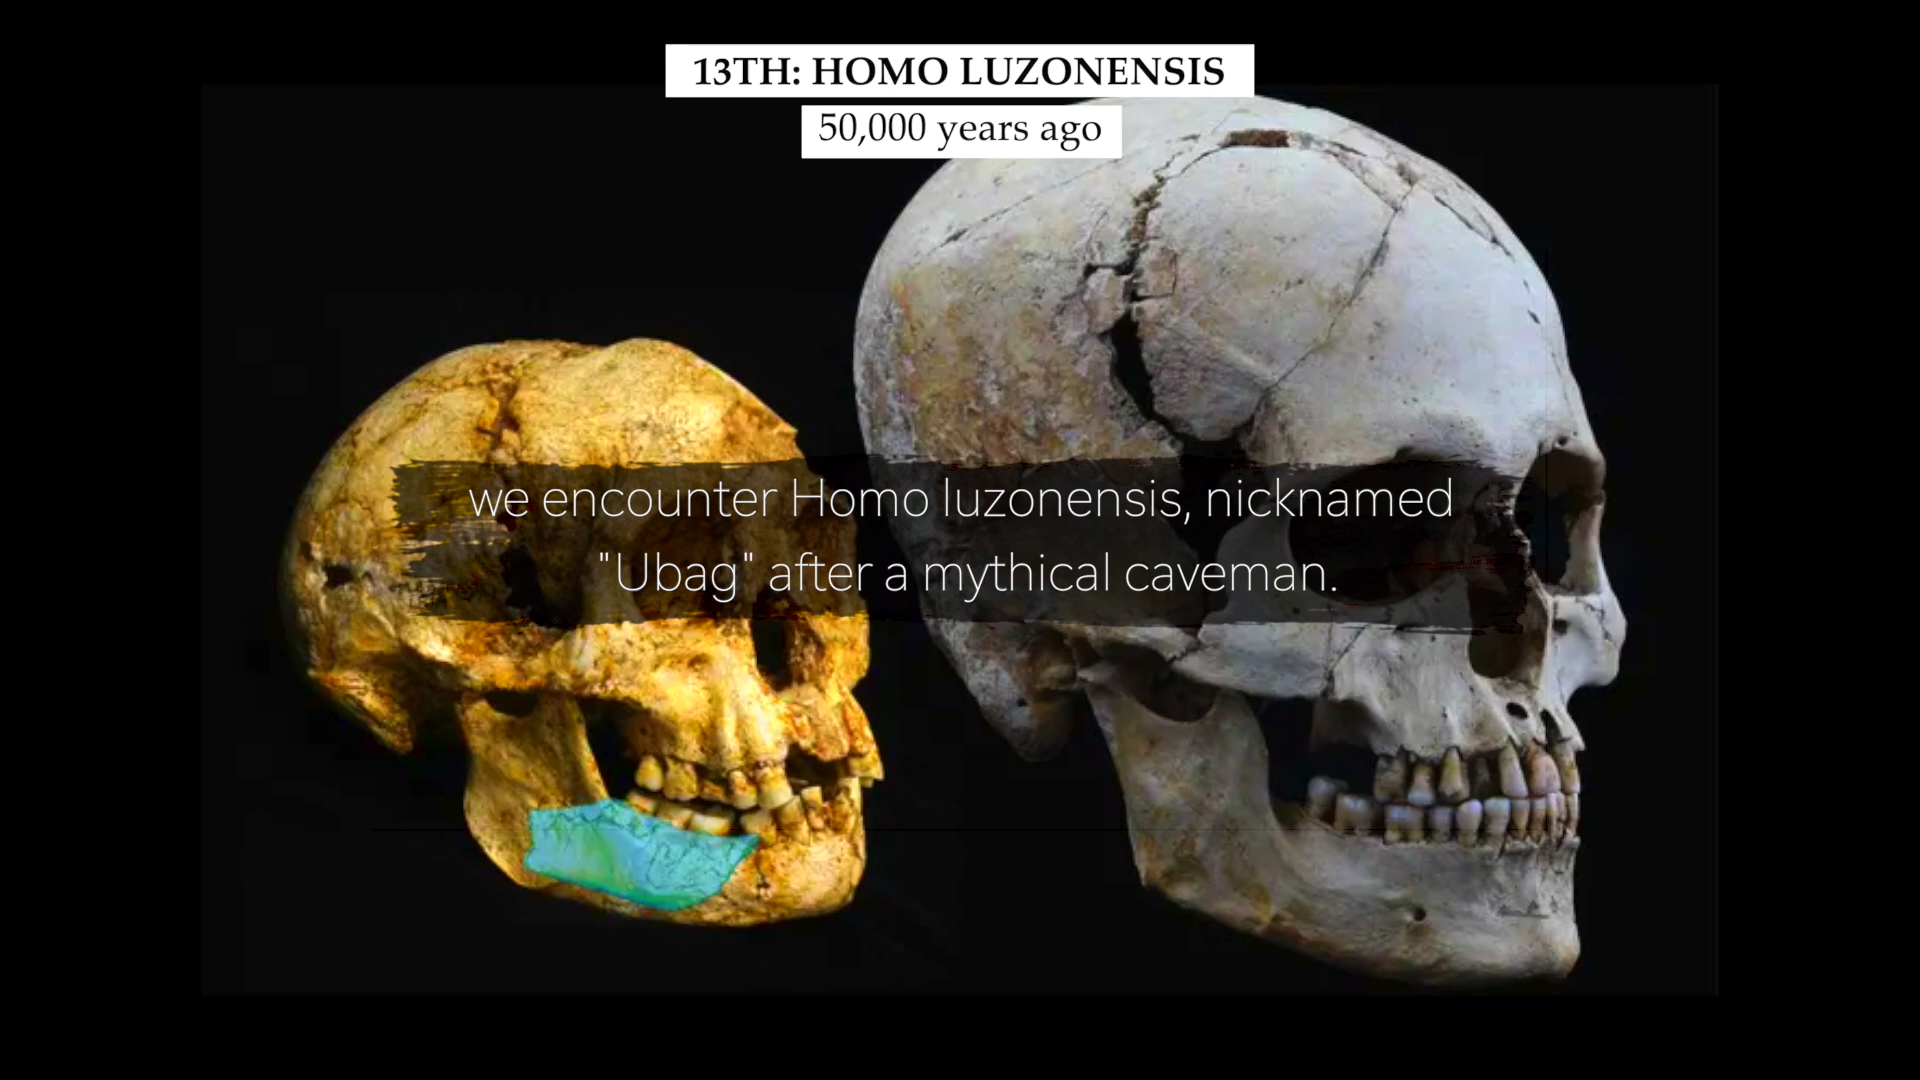 13TH: HOMO LUZONENSIS
50,000 years ago
we encounter Homo luzonensis, nicknamed
"Ubag" after a mythical caveman.